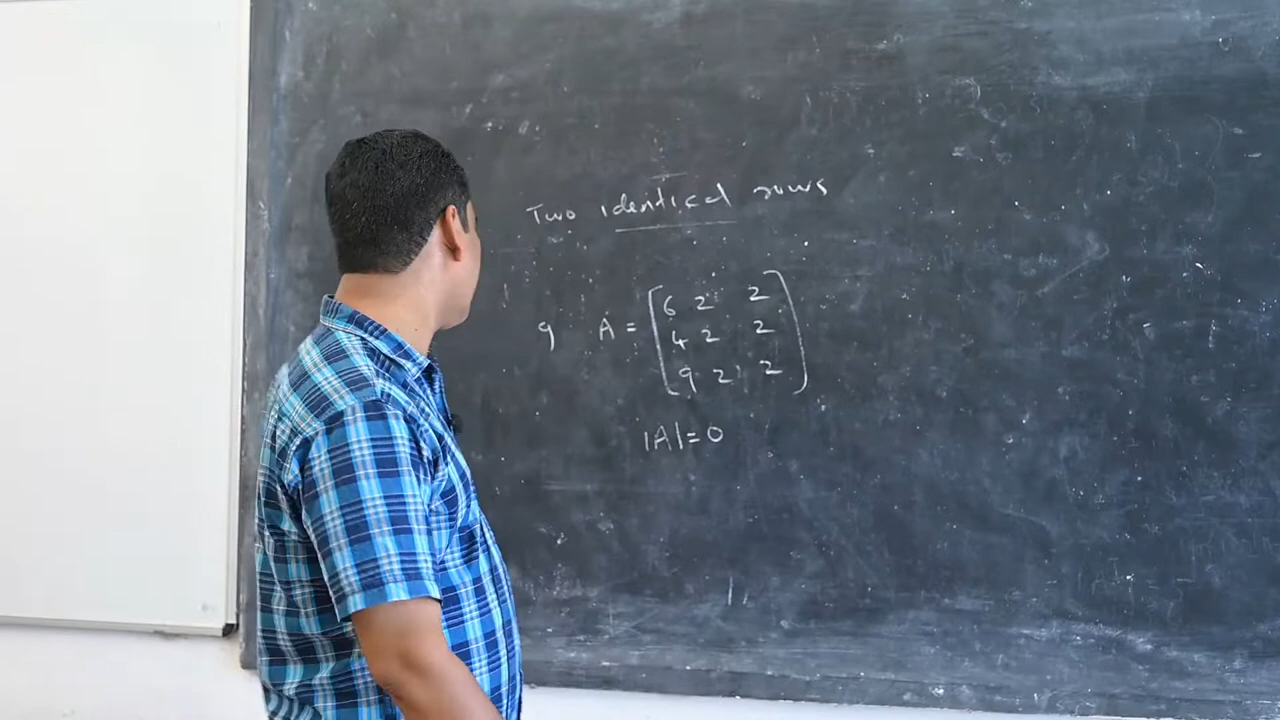 Two identical rows
9 A = [6 2 2
4 2 2
9 2 2]
|A| = 0